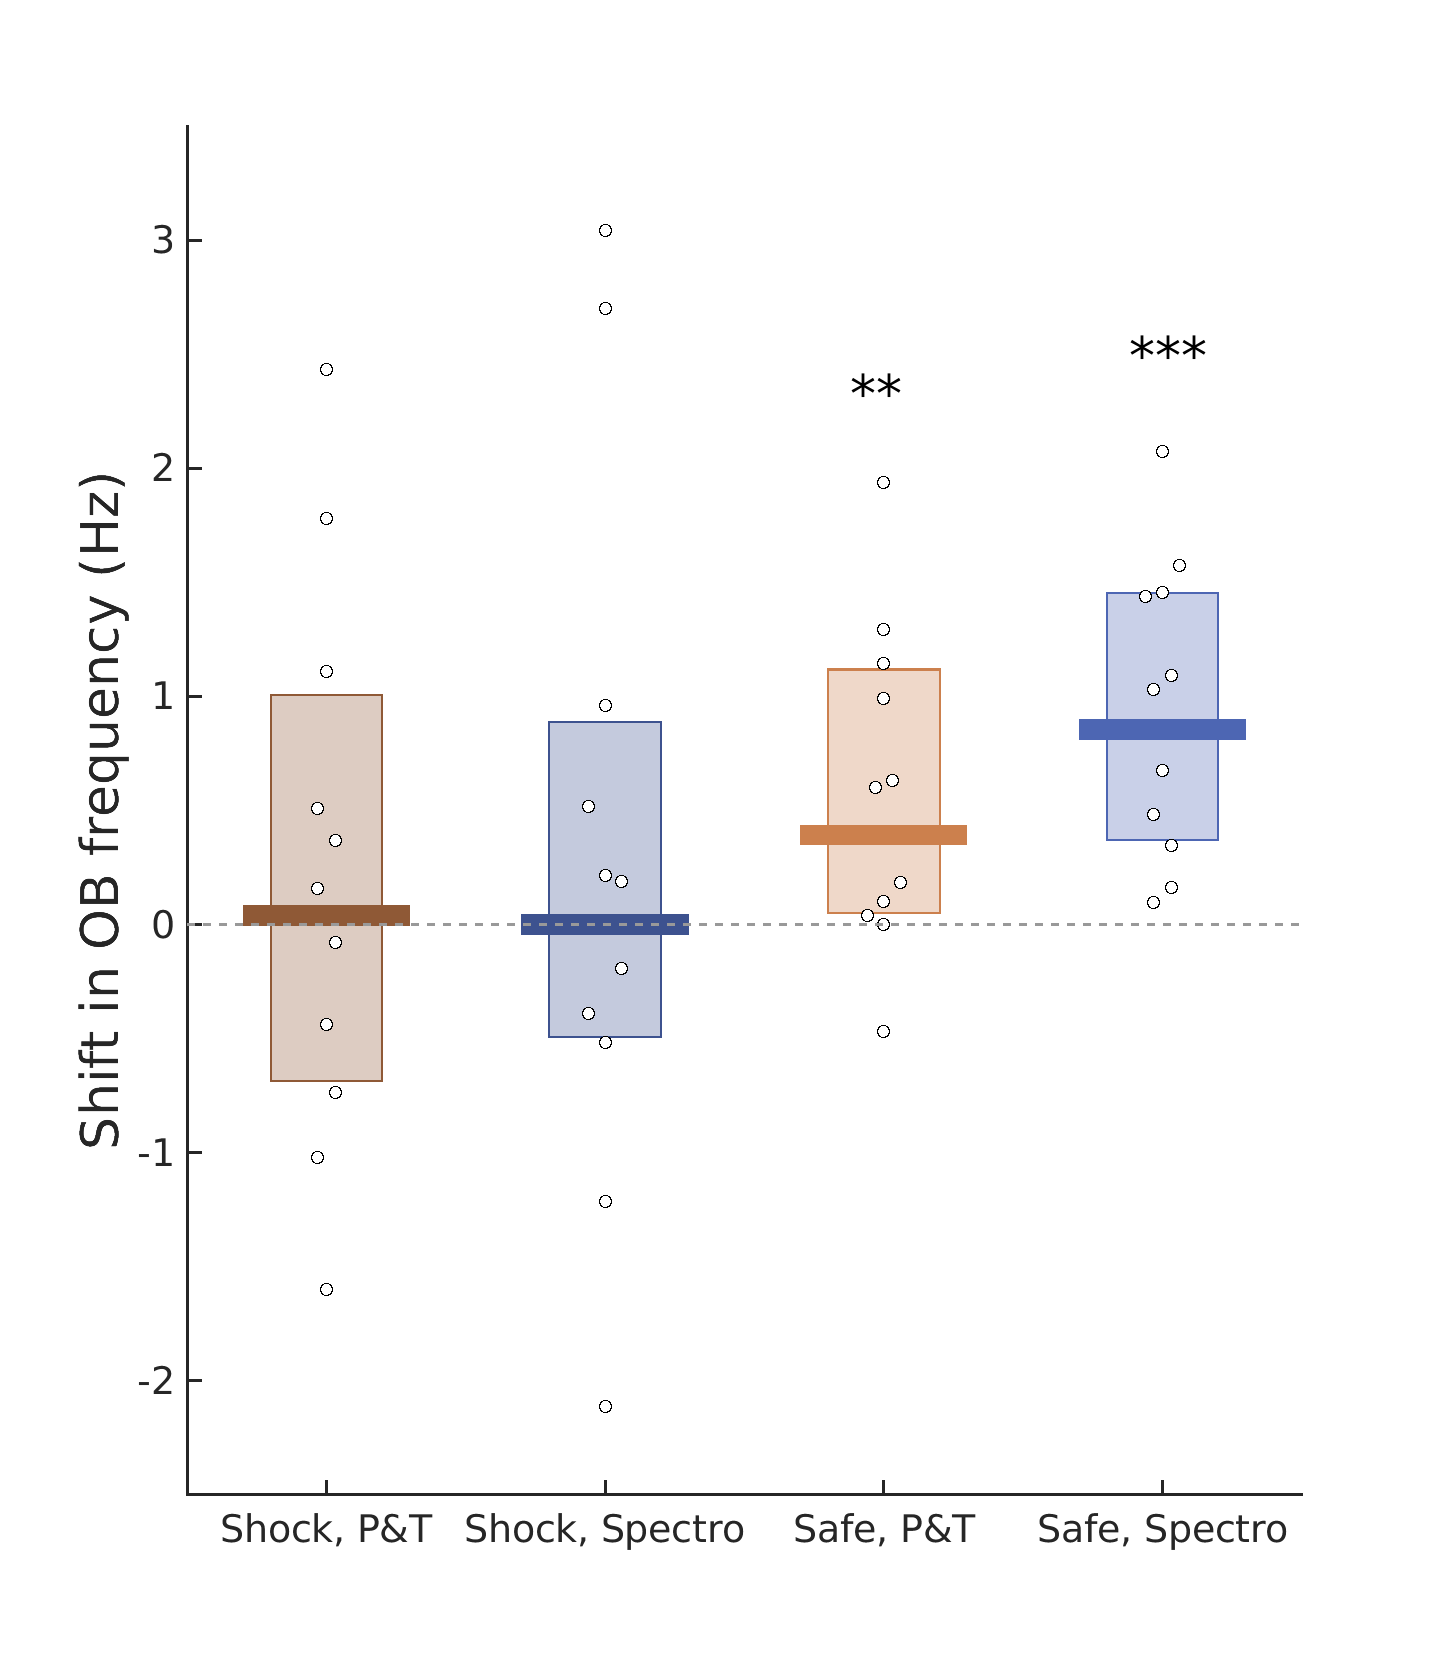 Shift in OB frequency (Hz)
3
2
1
0
-1
-2
**
***
Shock, P&T
Shock, Spectro
Safe, P&T
Safe, Spectro